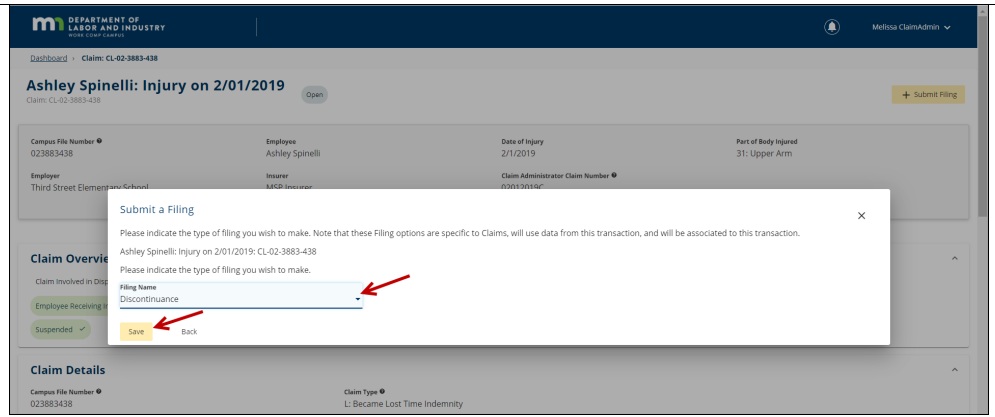 DEPARTMENT OF
LABOR AND INDUSTRY
WORK COMP CAMPUS
Melissa ClaimAdmin
Dashboard › Claim: CL-02-3883-438
Ashley Spinelli: Injury on 2/01/2019
Open
Claim: CL-02-3883-438
+ Submit Filing
Campus File Number
Employee
Date of Injury
Part of Body Injured
023883438
Ashley Spinelli
2/1/2019
31: Upper Arm
Employer
Insurer
Claim Administrator Claim Number
Third Street Elementary School
MSP Insurer
02012019C
Submit a Filing
Please indicate the type of filing you wish to make. Note that these Filing options are specific to Claims, will use data from this transaction, and will be associated to this transaction.
Ashley Spinelli: Injury on 2/01/2019: CL-02-3883-438
Please indicate the type of filing you wish to make.
Filing Name
Discontinuance
Save
Back
Claim Overvie
Claim Involved in Disp
Employee Receiving in
Suspended
Claim Details
Campus File Number
Claim Type
023883438
L: Became Lost Time Indemnity